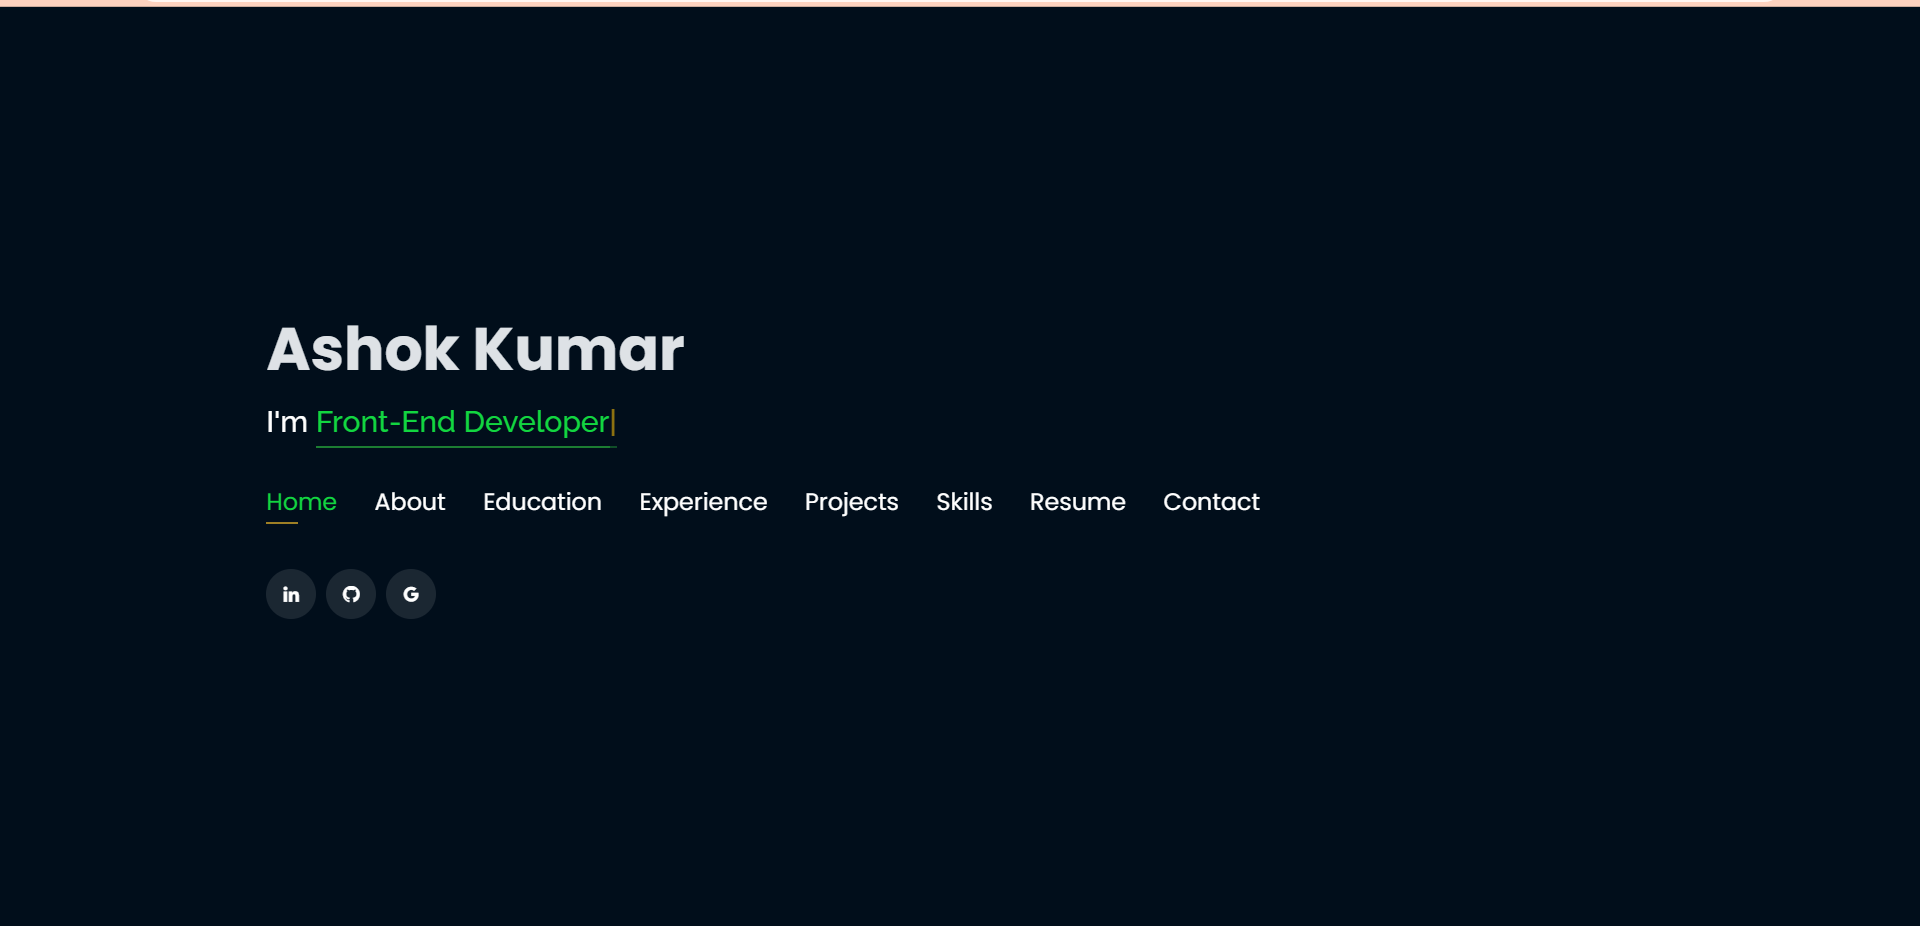 Ashok Kumar
I'm Front-End Developer|
Home About Education Experience Projects Skills Resume Contact
in G